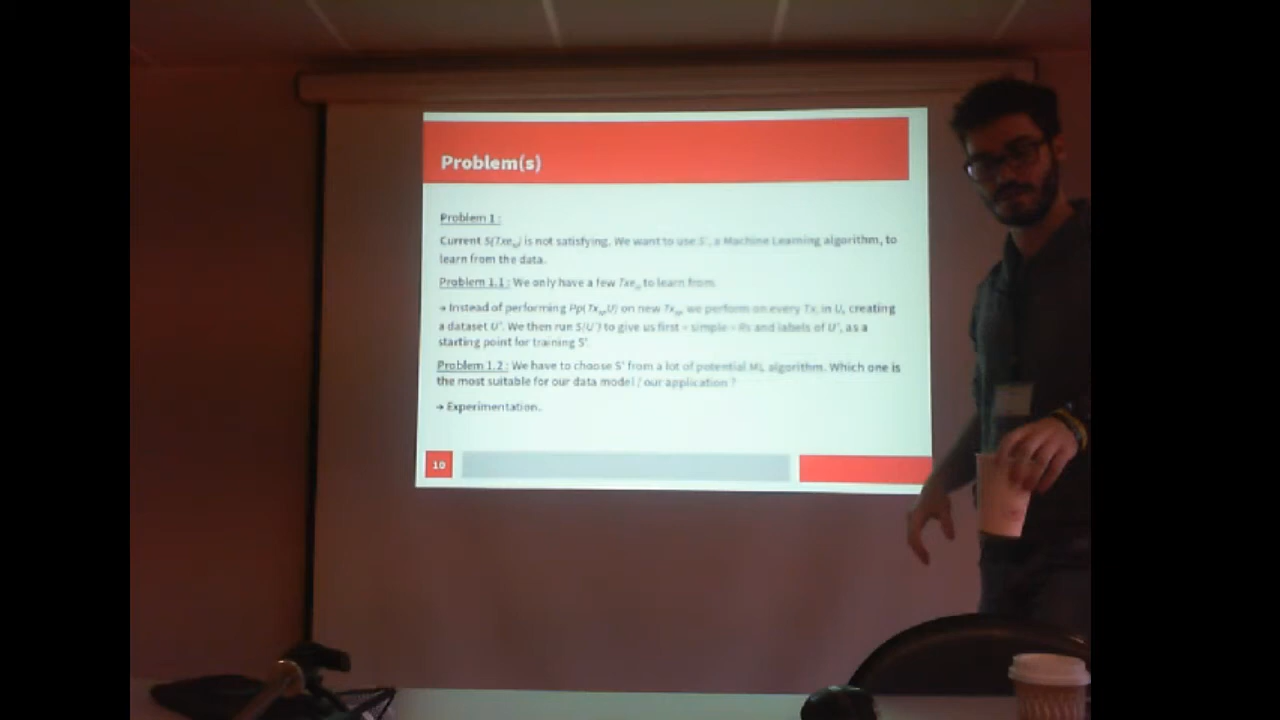 Problem(s)
Problem 1 :
Current S(Txe) is not satisfying. We want to use S', a Machine Learning algorithm, to
learn from the data.
Problem 1.1 : We only have a few to learn from.
→ Instead of performing Pp( U) on new we perform on every Tx, in U, creating
a dataset U'. We then run S(U') to give us first « simple » Rs and labels of U', as a
starting point for training S'.
Problem 1.2 : We have to choose S' from a lot of potential ML algorithm. Which one is
the most suitable for our data model / our application ?
→ Experimentation.
10